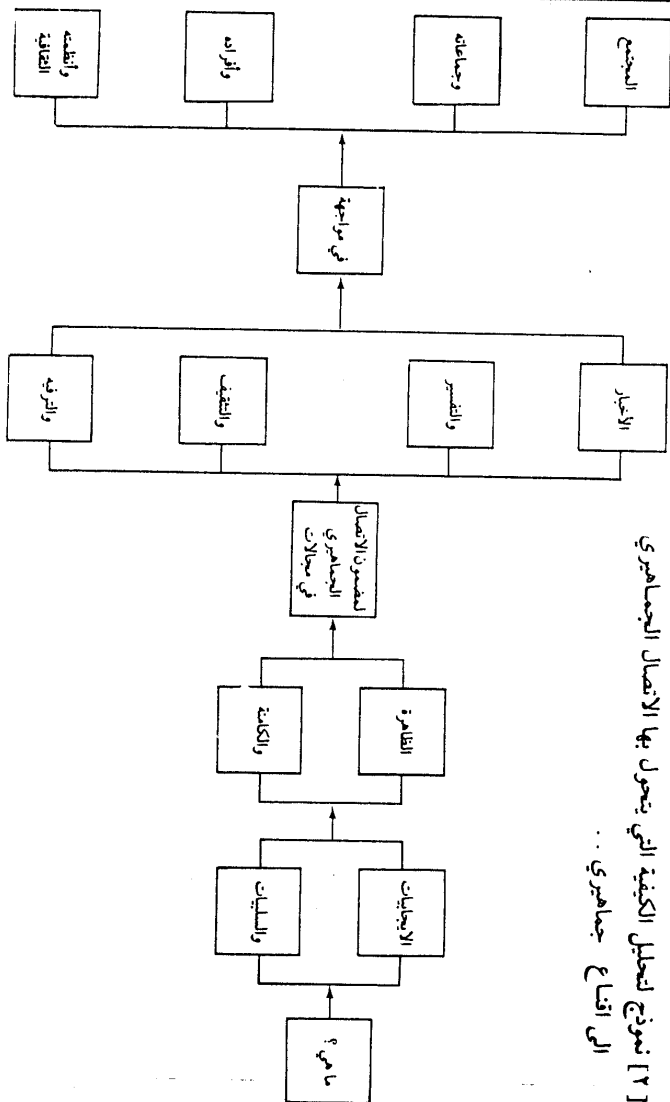 [٢] نموذج لتحليل الكيفية التي يتحول بها الاتصال الجماهيري
الى اقناع جماهيري . .
ما هي ؟
الايجابيات
والسلبيات
الظاهرة
والكامنة
لمضمون الاتصال
الجماهيري
في مجالات
الأخبار
والتفسير
والتثقيف
والترفيه
في مواجهة
المجتمع
وجماعاته
وأفراده
وأنظمته
الثقافية